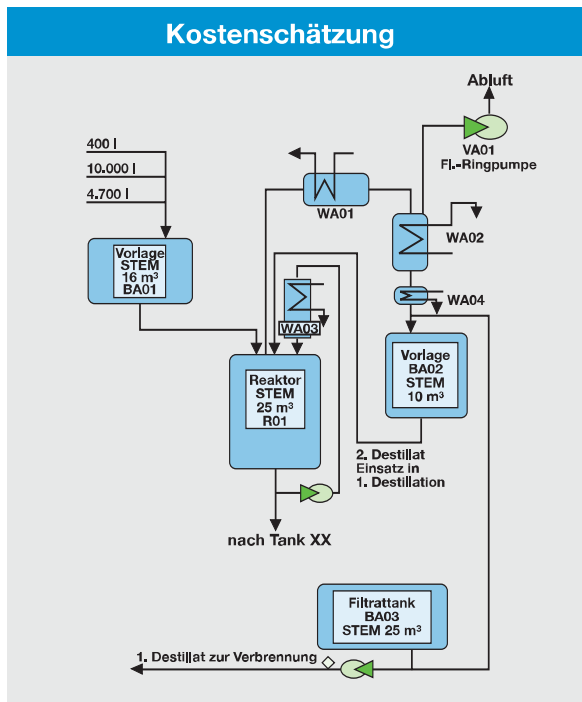 Kostenschätzung
Abluft
VA01
Fl.-Ringpumpe
400 l
10.000 l
4.700 l
WA01
WA02
Vorlage
STEM
16 m³
BA01
WA04
WA03
Reaktor
STEM
25 m³
R01
Vorlage
BA02
STEM
10 m³
2. Destillat
Einsatz in
1. Destillation
nach Tank XX
Filtrattank
BA03
STEM 25 m³
1. Destillat zur Verbrennung